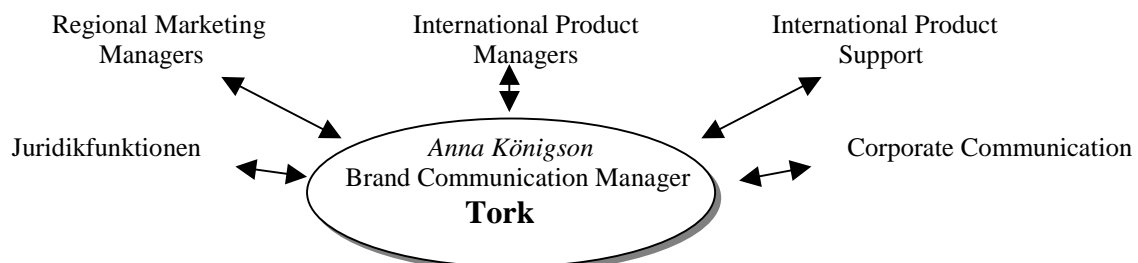 Regional Marketing
Managers
International Product
Managers
International Product
Support
Juridikfunktionen
Anna Königson
Brand Communication Manager
Tork
Corporate Communication